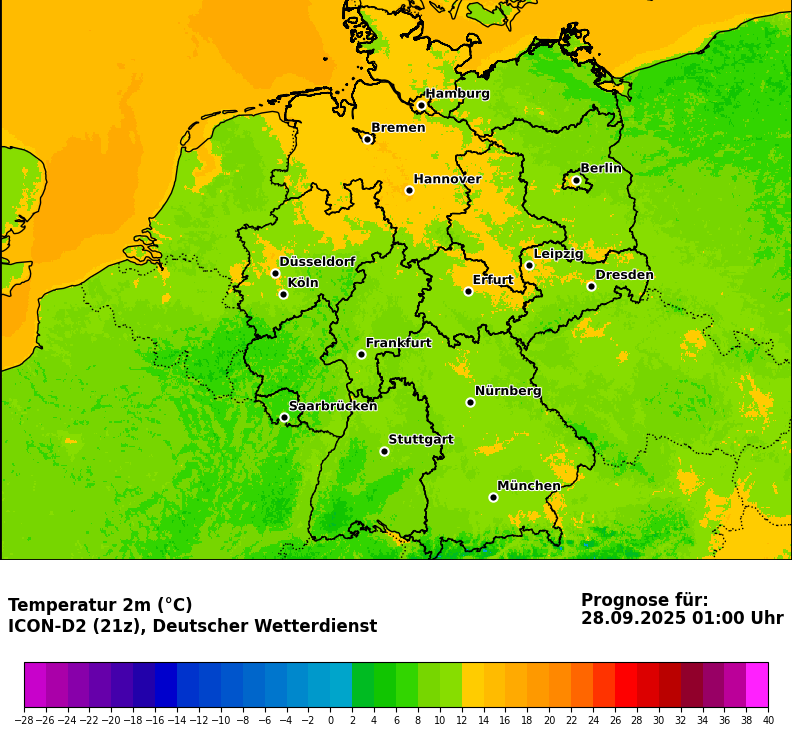 Hamburg
Bremen
Berlin
Hannover
Leipzig
Düsseldorf
Dresden
Erfurt
Köln
Frankfurt
Nürnberg
Saarbrücken
Stuttgart
München
Temperatur 2m (°C)
ICON-D2 (21z), Deutscher Wetterdienst
Prognose für:
28.09.2025 01:00 Uhr
−28 −26 −24 −22 −20 −18 −16 −14 −12 −10 −8 −6 −4 −2 0 2 4 6 8 10 12 14 16 18 20 22 24 26 28 30 32 34 36 38 40